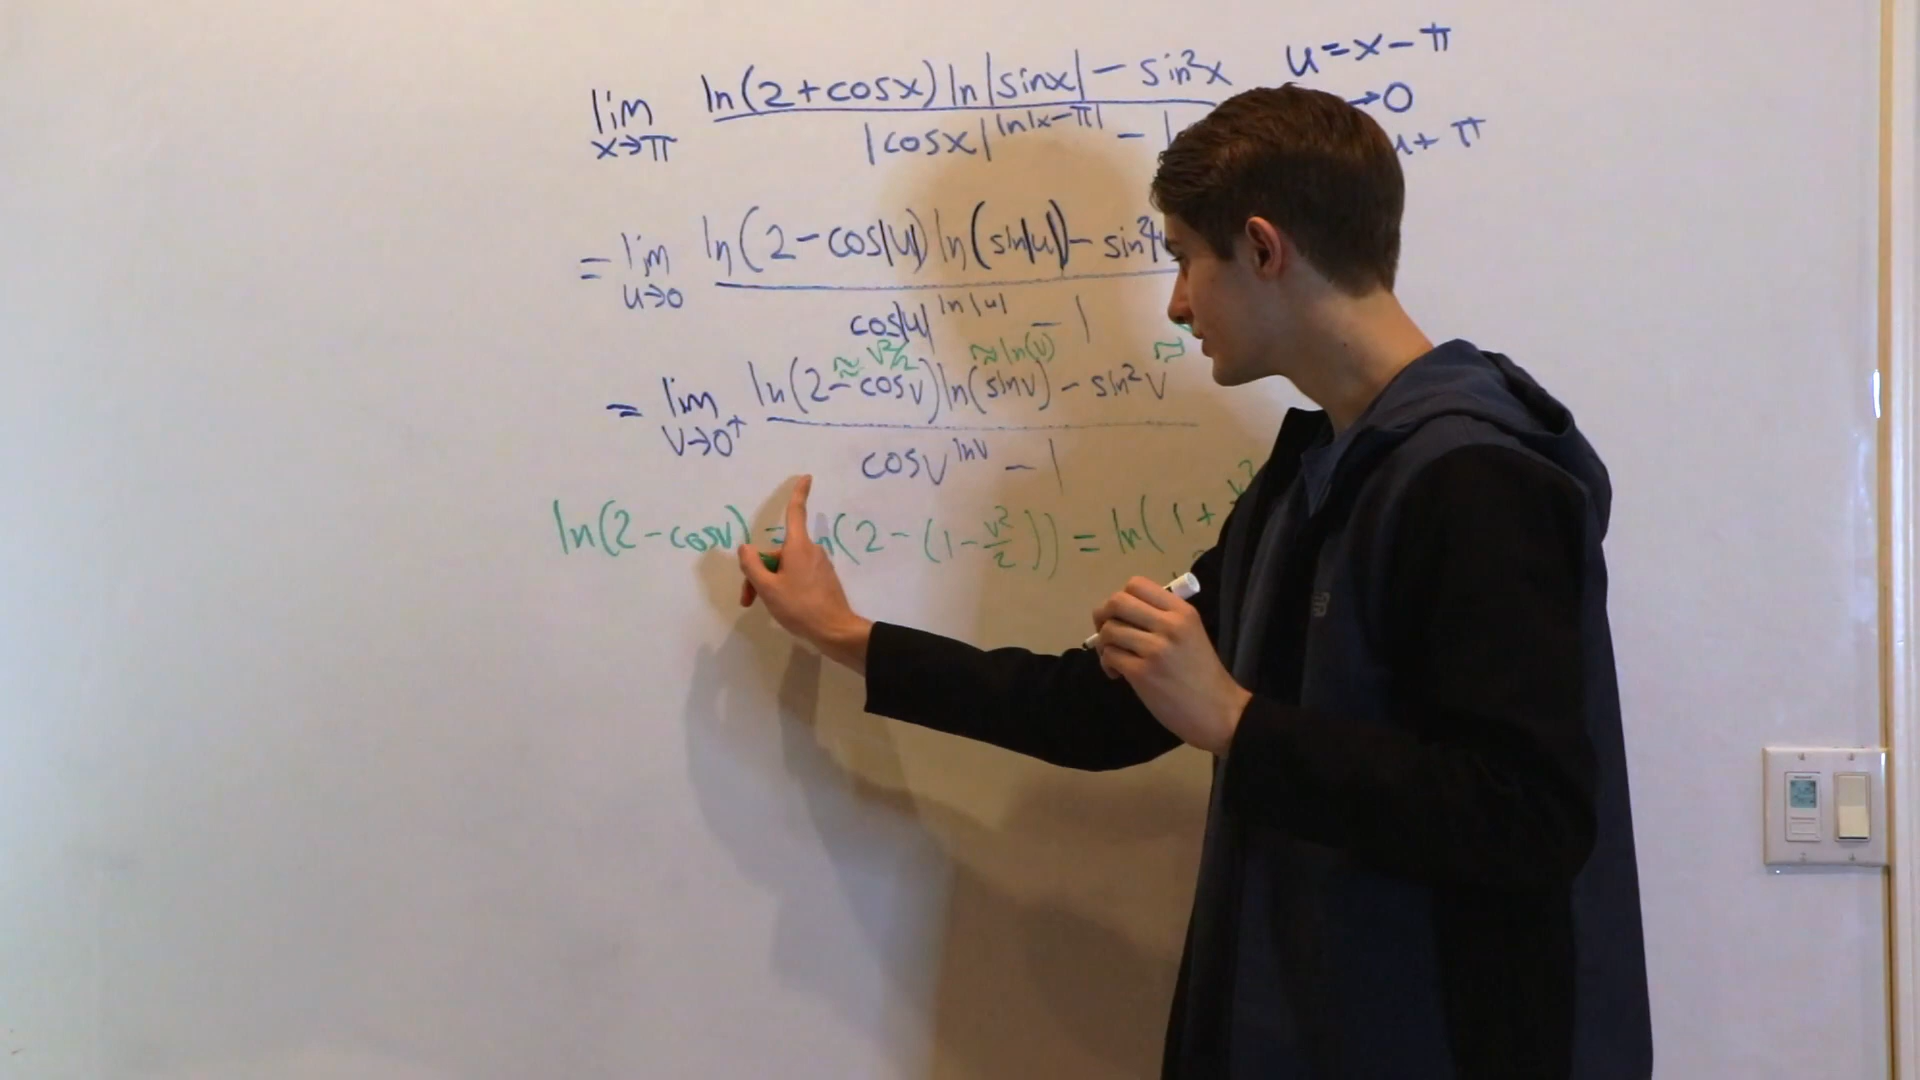 lim x→π ln(2+cosx) ln|sinx| − sin²x
|cosx|^ln|x−π| − 1
u = x − π
→0
u + π
= lim u→0 ln(2−cos|u|) ln(sin|u|) − sin²|u
cos|u|^ln|u| − 1
≈ v²/2 ≈ ln(v) ≈
= lim v→0⁺ ln(2−cosv) ln(sinv) − sin²v
cosv^lnv − 1
ln(2−cosv) = ln(2−(1−v²/2)) = ln(1+ v²